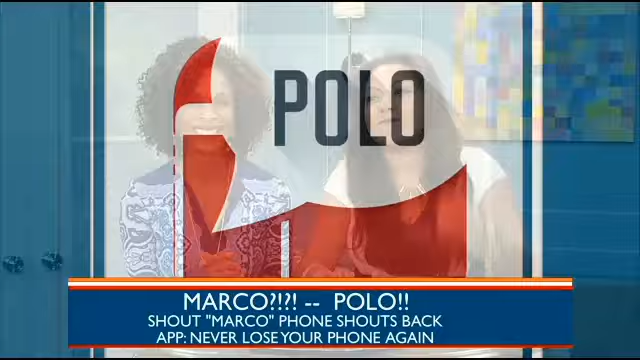 POLO
MARCO?!?! -- POLO!!
SHOUT "MARCO" PHONE SHOUTS BACK
APP: NEVER LOSE YOUR PHONE AGAIN